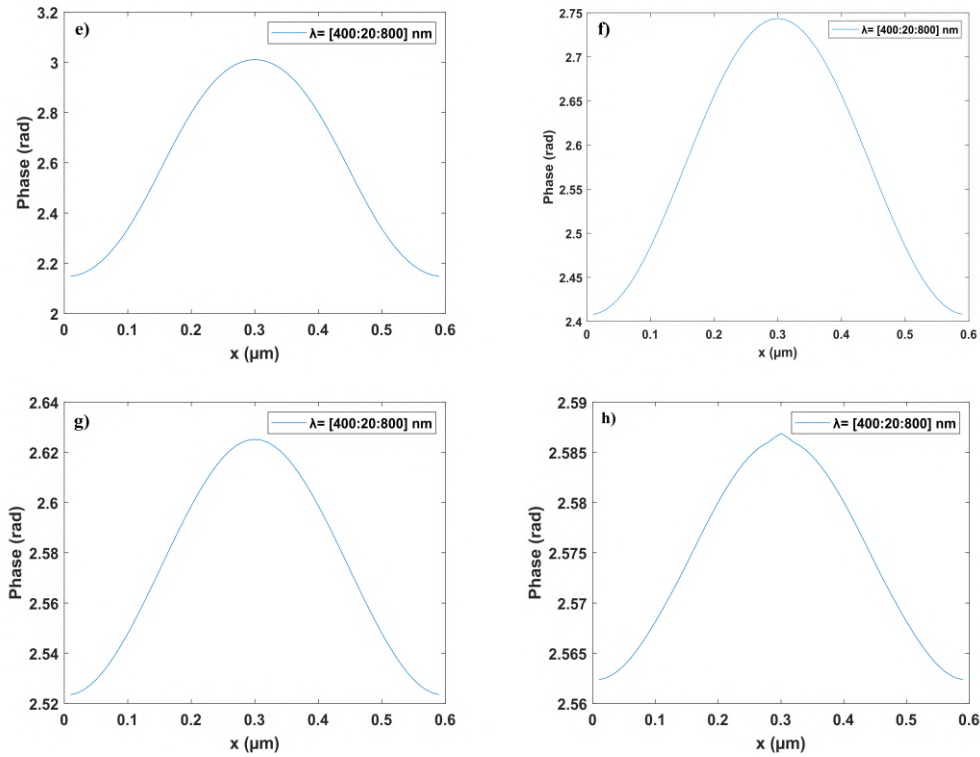 e)
λ= [400:20:800] nm
3.2
3
2.8
2.6
2.4
2.2
2
Phase (rad)
0 0.1 0.2 0.3 0.4 0.5 0.6
x (μm)
f)
λ= [400:20:800] nm
2.75
2.7
2.65
2.6
2.55
2.5
2.45
2.4
Phase (rad)
0 0.1 0.2 0.3 0.4 0.5 0.6
x (μm)
g)
λ= [400:20:800] nm
2.64
2.62
2.6
2.58
2.56
2.54
2.52
Phase (rad)
0 0.1 0.2 0.3 0.4 0.5 0.6
x (μm)
h)
λ= [400:20:800] nm
2.59
2.585
2.58
2.575
2.57
2.565
2.56
Phase (rad)
0 0.1 0.2 0.3 0.4 0.5 0.6
x (μm)